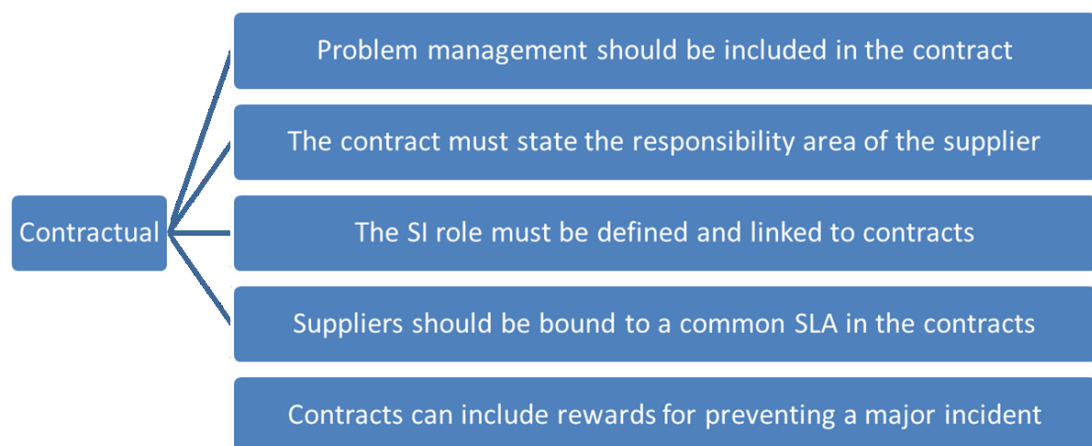 Problem management should be included in the contract
The contract must state the responsibility area of the supplier
Contractual
The SI role must be defined and linked to contracts
Suppliers should be bound to a common SLA in the contracts
Contracts can include rewards for preventing a major incident